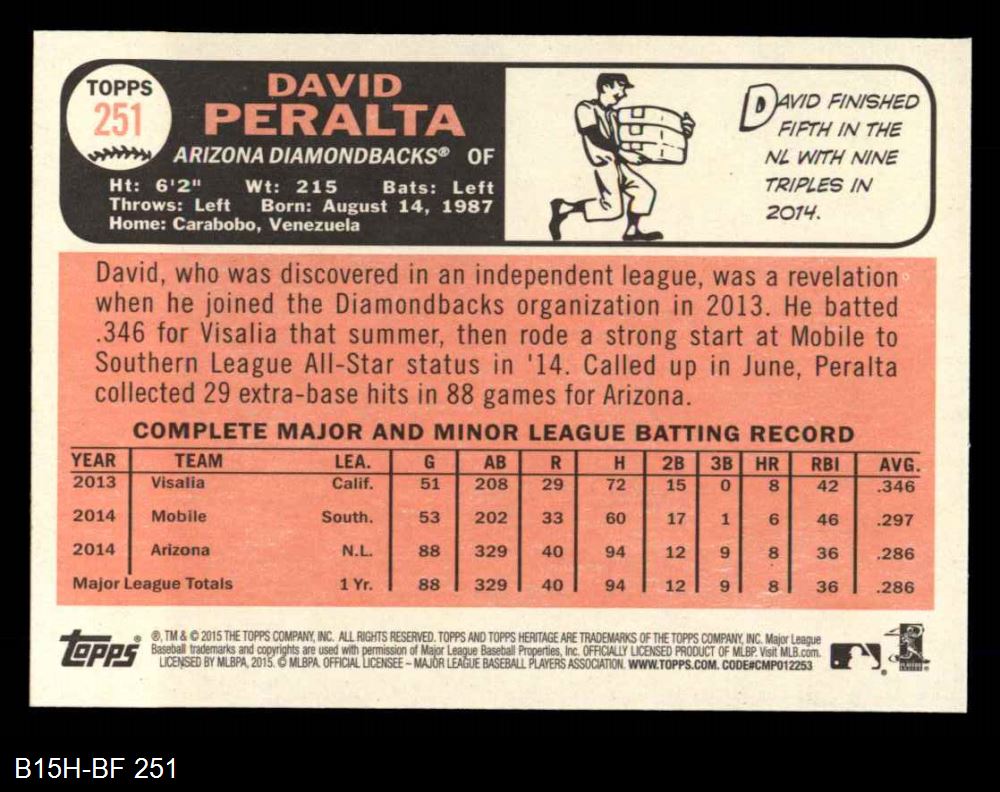 TOPPS
251
DAVID
PERALTA
ARIZONA DIAMONDBACKS® OF
Ht: 6'2" Wt: 215 Bats: Left
Throws: Left Born: August 14, 1987
Home: Carabobo, Venezuela
DAVID FINISHED
FIFTH IN THE
NL WITH NINE
TRIPLES IN
2014.
David, who was discovered in an independent league, was a revelation
when he joined the Diamondbacks organization in 2013. He batted
.346 for Visalia that summer, then rode a strong start at Mobile to
Southern League All-Star status in '14. Called up in June, Peralta
collected 29 extra-base hits in 88 games for Arizona.
COMPLETE MAJOR AND MINOR LEAGUE BATTING RECORD
YEAR TEAM LEA. G AB R H 2B 3B HR RBI AVG.
2013 Visalia Calif. 51 208 29 72 15 0 8 42 .346
2014 Mobile South. 53 202 33 60 17 1 6 46 .297
2014 Arizona N.L. 88 329 40 94 12 9 8 36 .286
Major League Totals 1 Yr. 88 329 40 94 12 9 8 36 .286
topps®
®, TM & © 2015 THE TOPPS COMPANY, INC. ALL RIGHTS RESERVED. TOPPS AND TOPPS HERITAGE ARE TRADEMARKS OF THE TOPPS COMPANY, INC. Major League
Baseball trademarks and copyrights are used with permission of Major League Baseball Properties, Inc. OFFICIALLY LICENSED PRODUCT OF MLBP. Visit MLB.com.
LICENSED BY MLBPA, 2015. © MLBPA. OFFICIAL LICENSEE – MAJOR LEAGUE BASEBALL PLAYERS ASSOCIATION. WWW.TOPPS.COM. CODE#CMP012253
B15H-BF 251